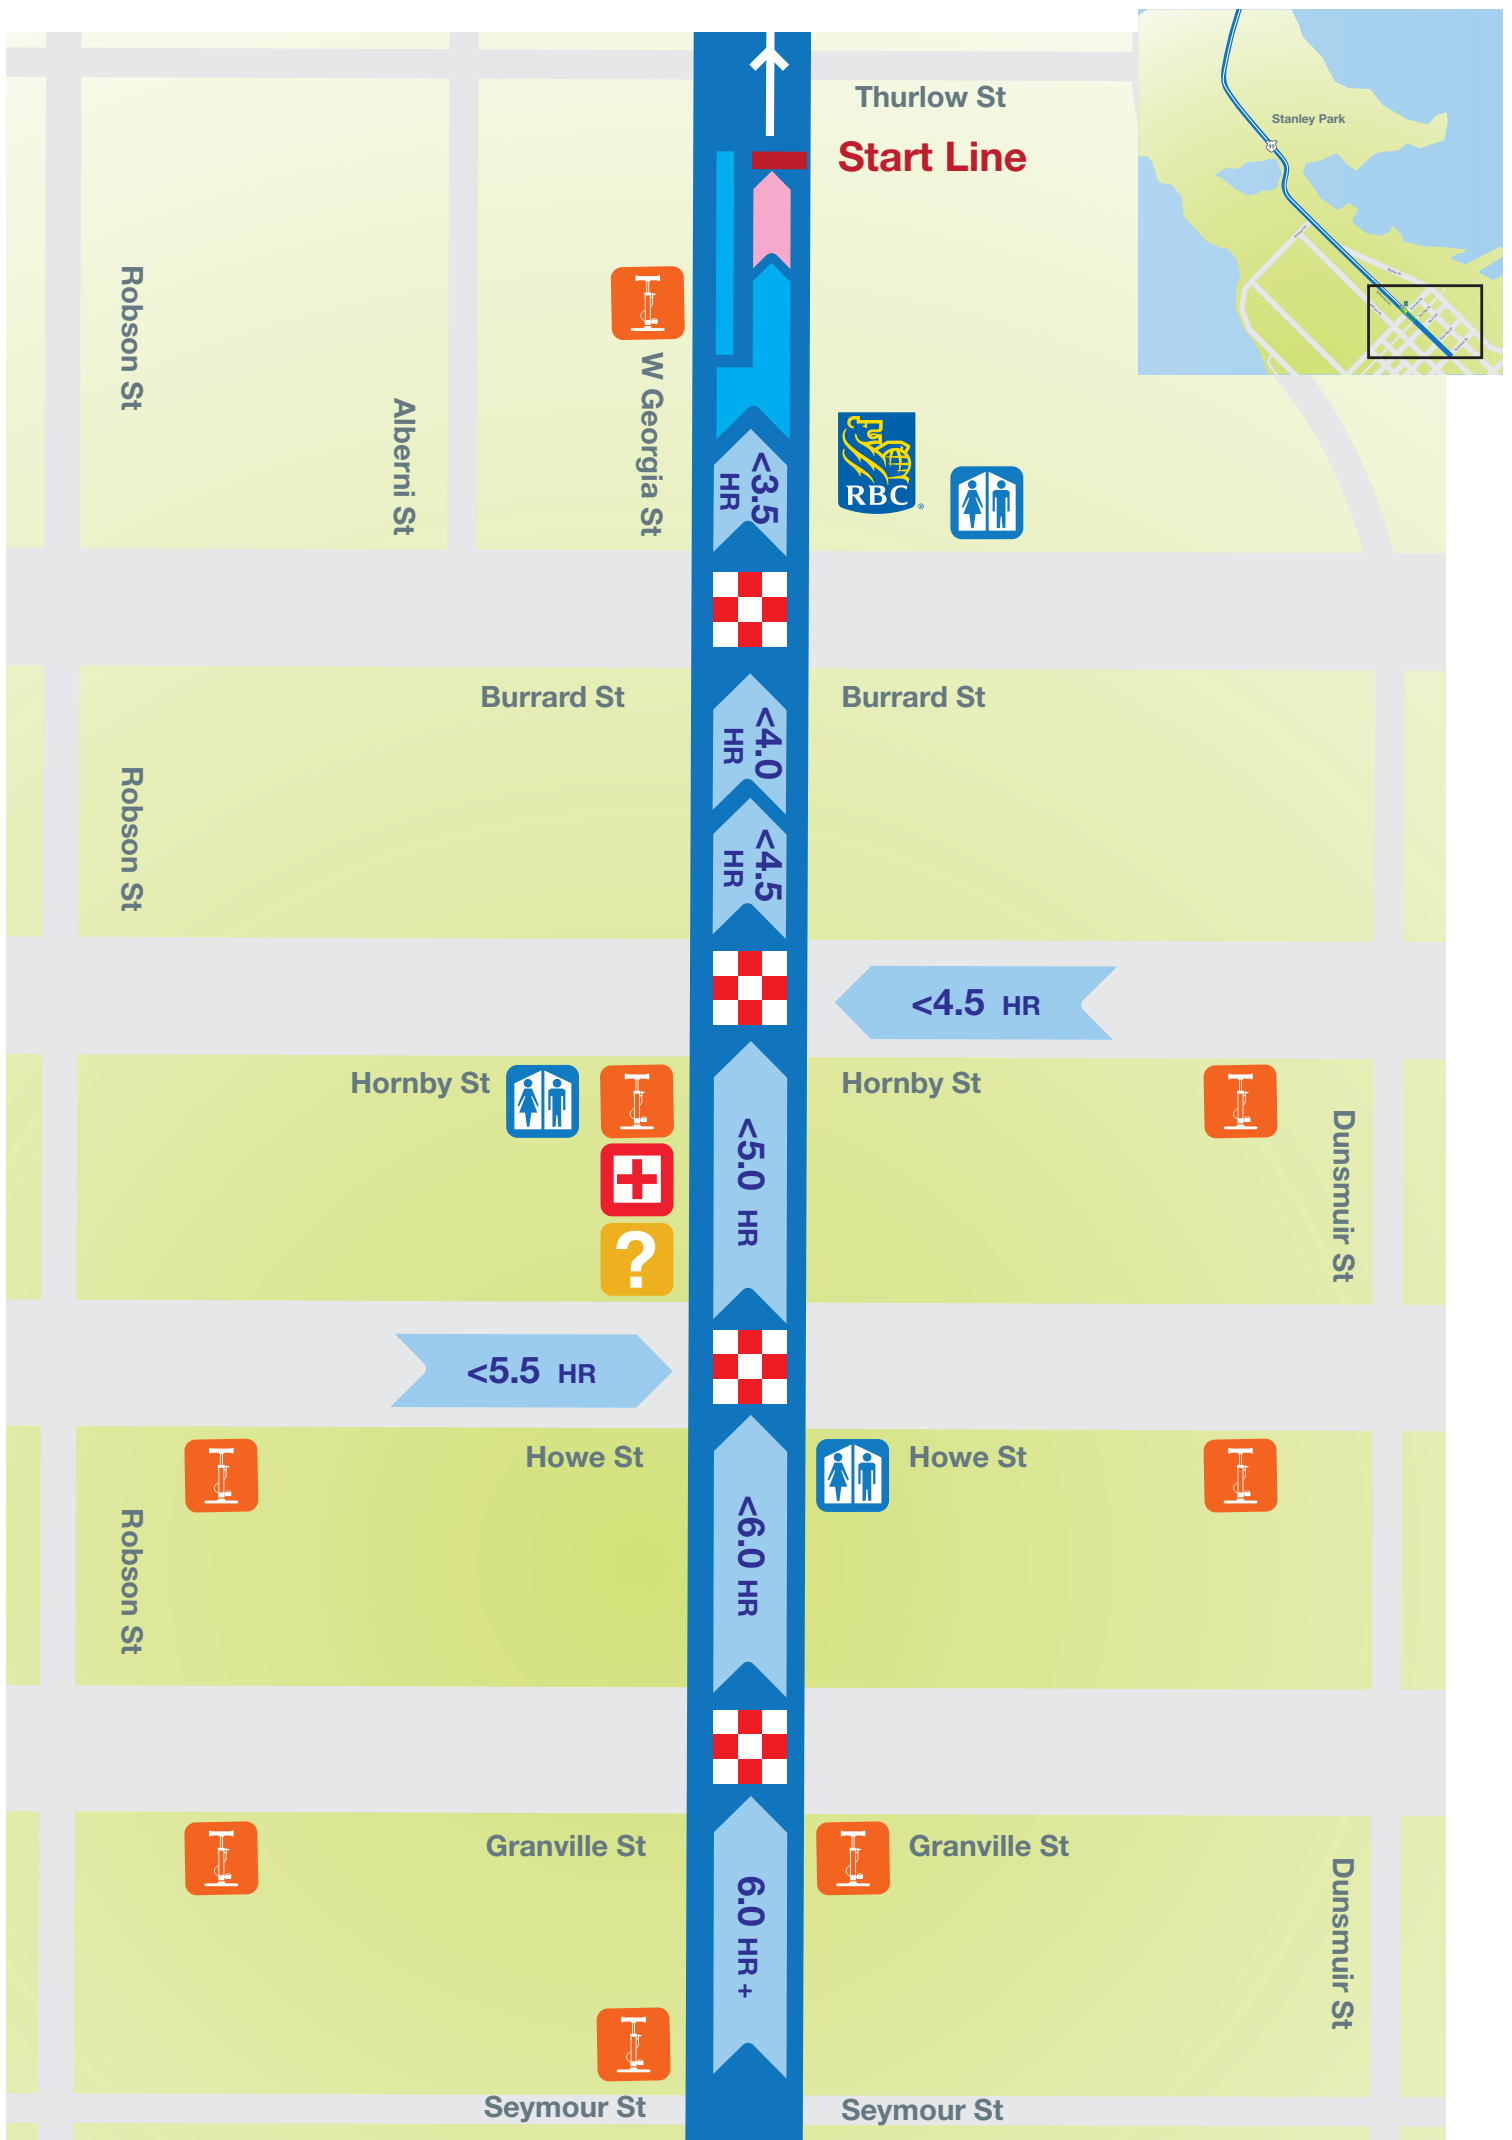 Thurlow St
Start Line
Stanley Park
99
Robson St
Alberni St
W Georgia St
<3.5
HR
RBC
®
Burrard St
Burrard St
<4.0
HR
Robson St
<4.5
HR
<4.5 HR
Hornby St
Hornby St
<5.0 HR
?
Dunsmuir St
<5.5 HR
Howe St
Howe St
Robson St
<6.0 HR
Granville St
Granville St
6.0 HR +
Dunsmuir St
Seymour St
Seymour St